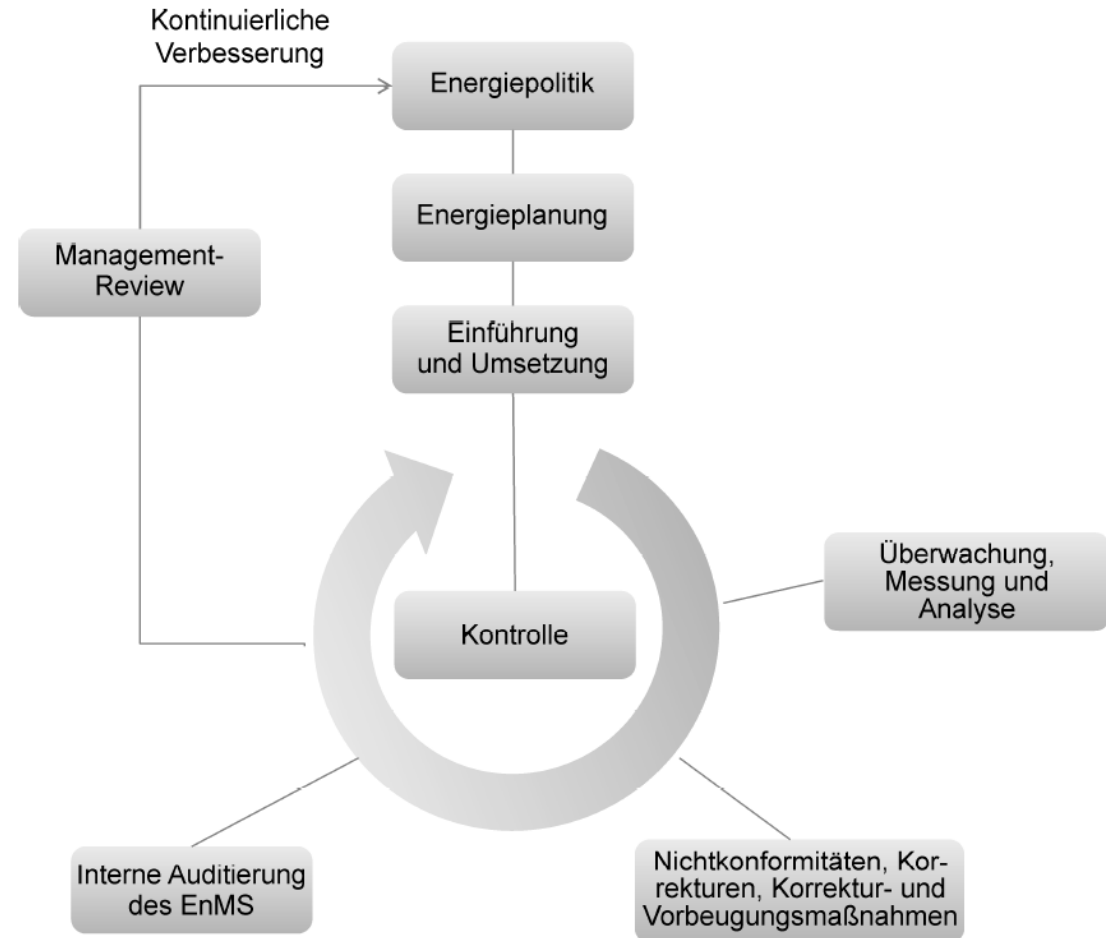 Kontinuierliche
Verbesserung
Energiepolitik
Energieplanung
Management-
Review
Einführung
und Umsetzung
Überwachung,
Messung und
Analyse
Kontrolle
Interne Auditierung
des EnMS
Nichtkonformitäten, Kor-
rekturen, Korrektur- und
Vorbeugungsmaßnahmen